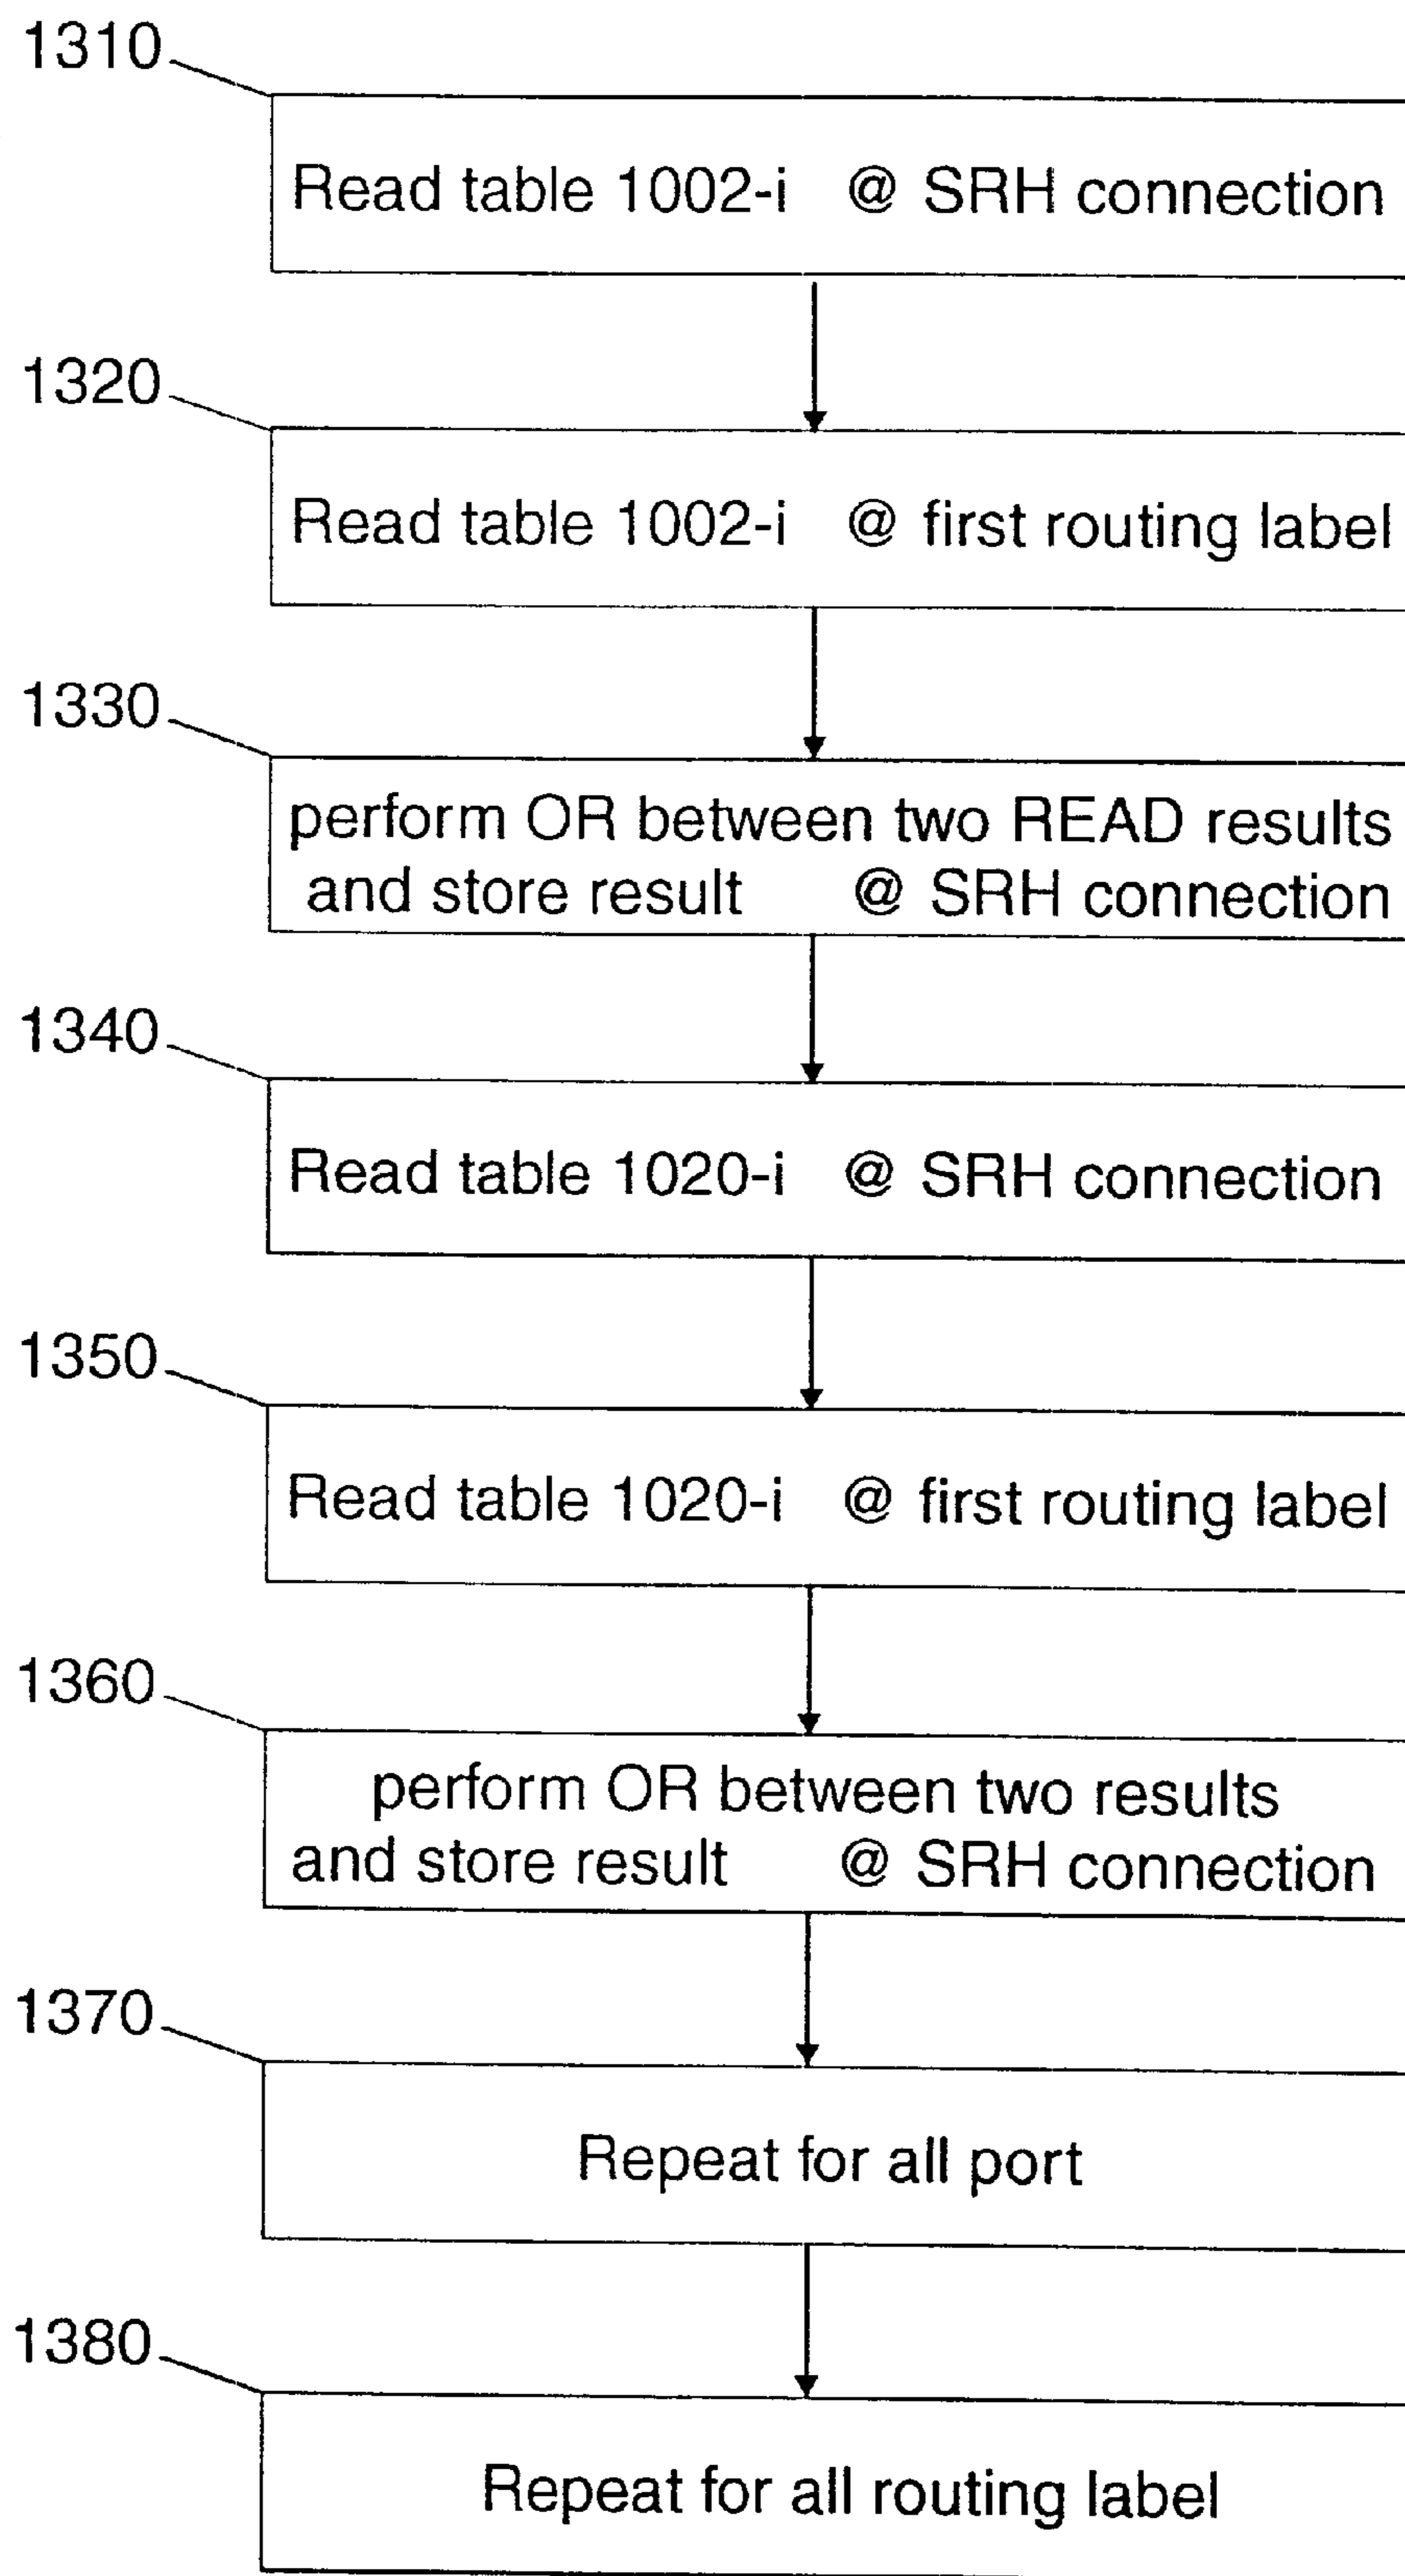 1310
Read table 1002-i @ SRH connection
1320
Read table 1002-i @ first routing label
1330
perform OR between two READ results
and store result @ SRH connection
1340
Read table 1020-i @ SRH connection
1350
Read table 1020-i @ first routing label
1360
perform OR between two results
and store result @ SRH connection
1370
Repeat for all port
1380
Repeat for all routing label